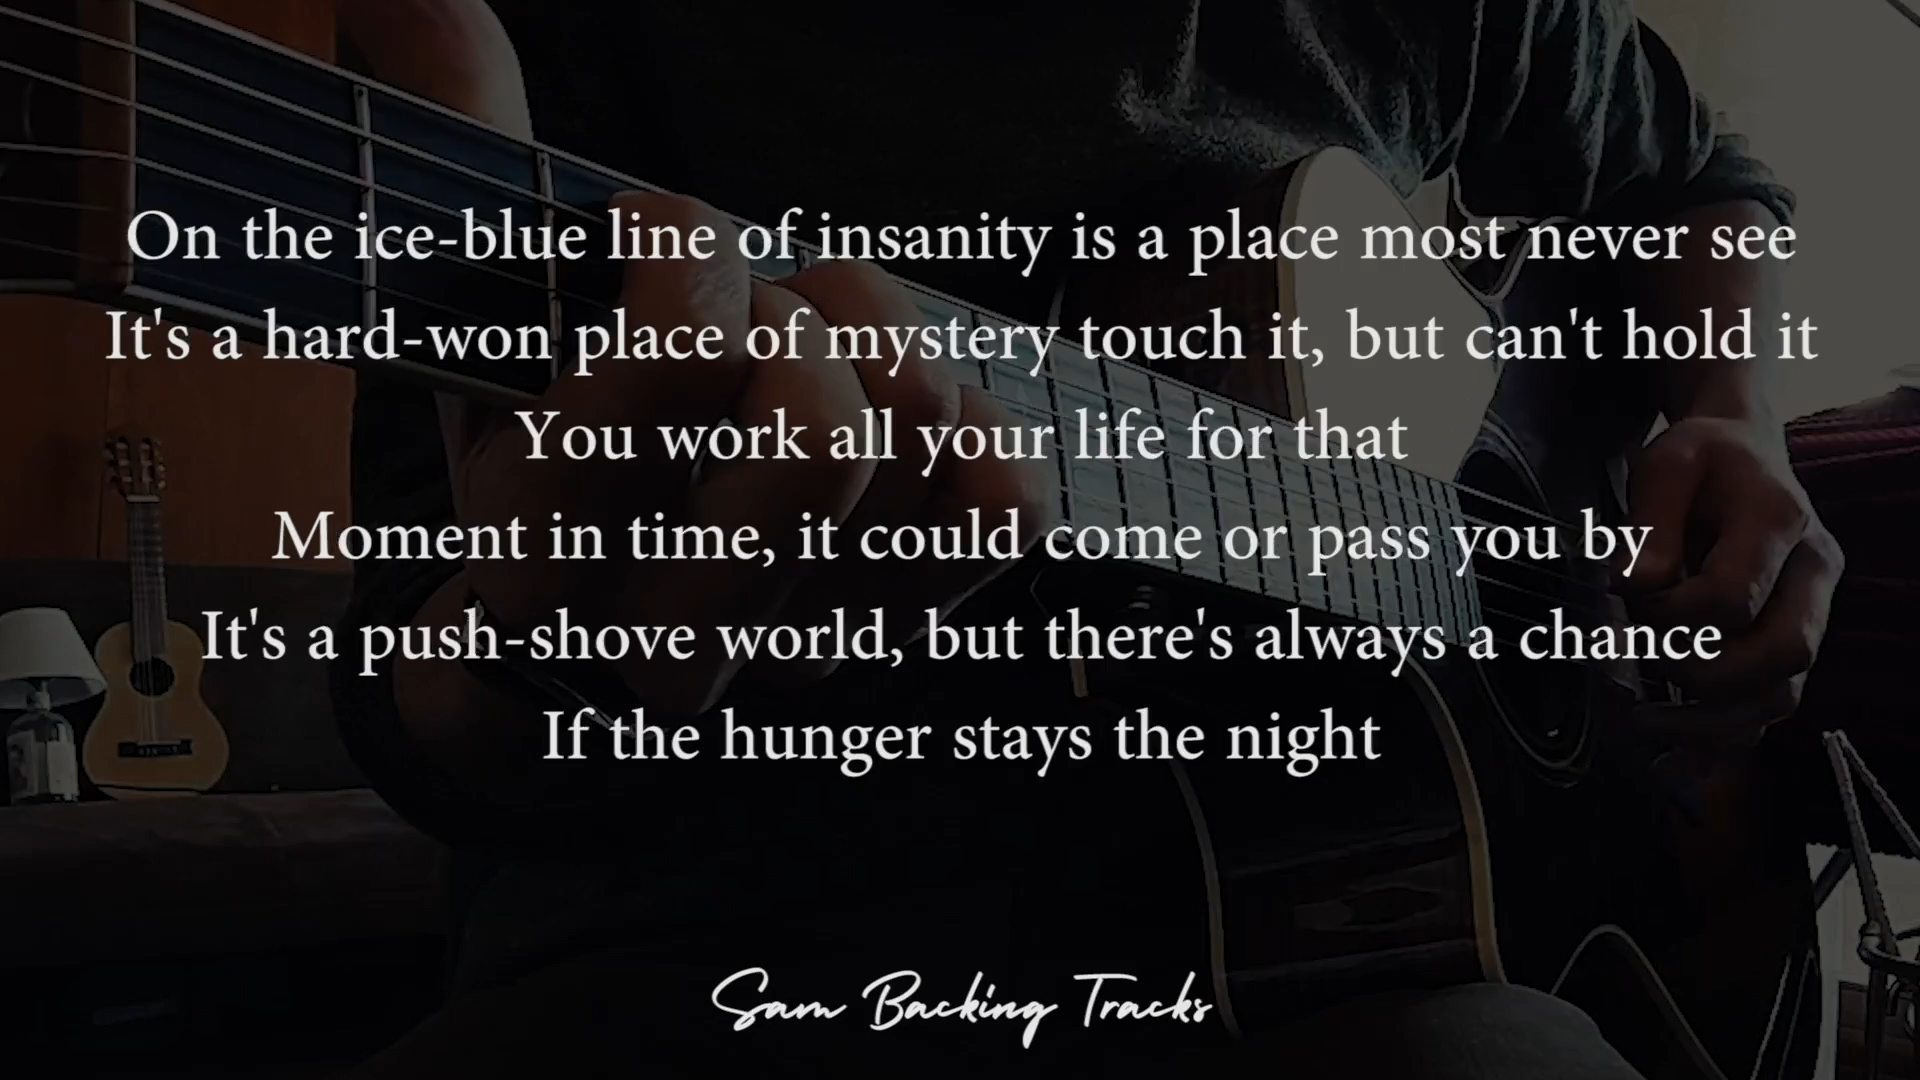 On the ice-blue line of insanity is a place most never see
It's a hard-won place of mystery touch it, but can't hold it
You work all your life for that
Moment in time, it could come or pass you by
It's a push-shove world, but there's always a chance
If the hunger stays the night
Sam Backing Tracks